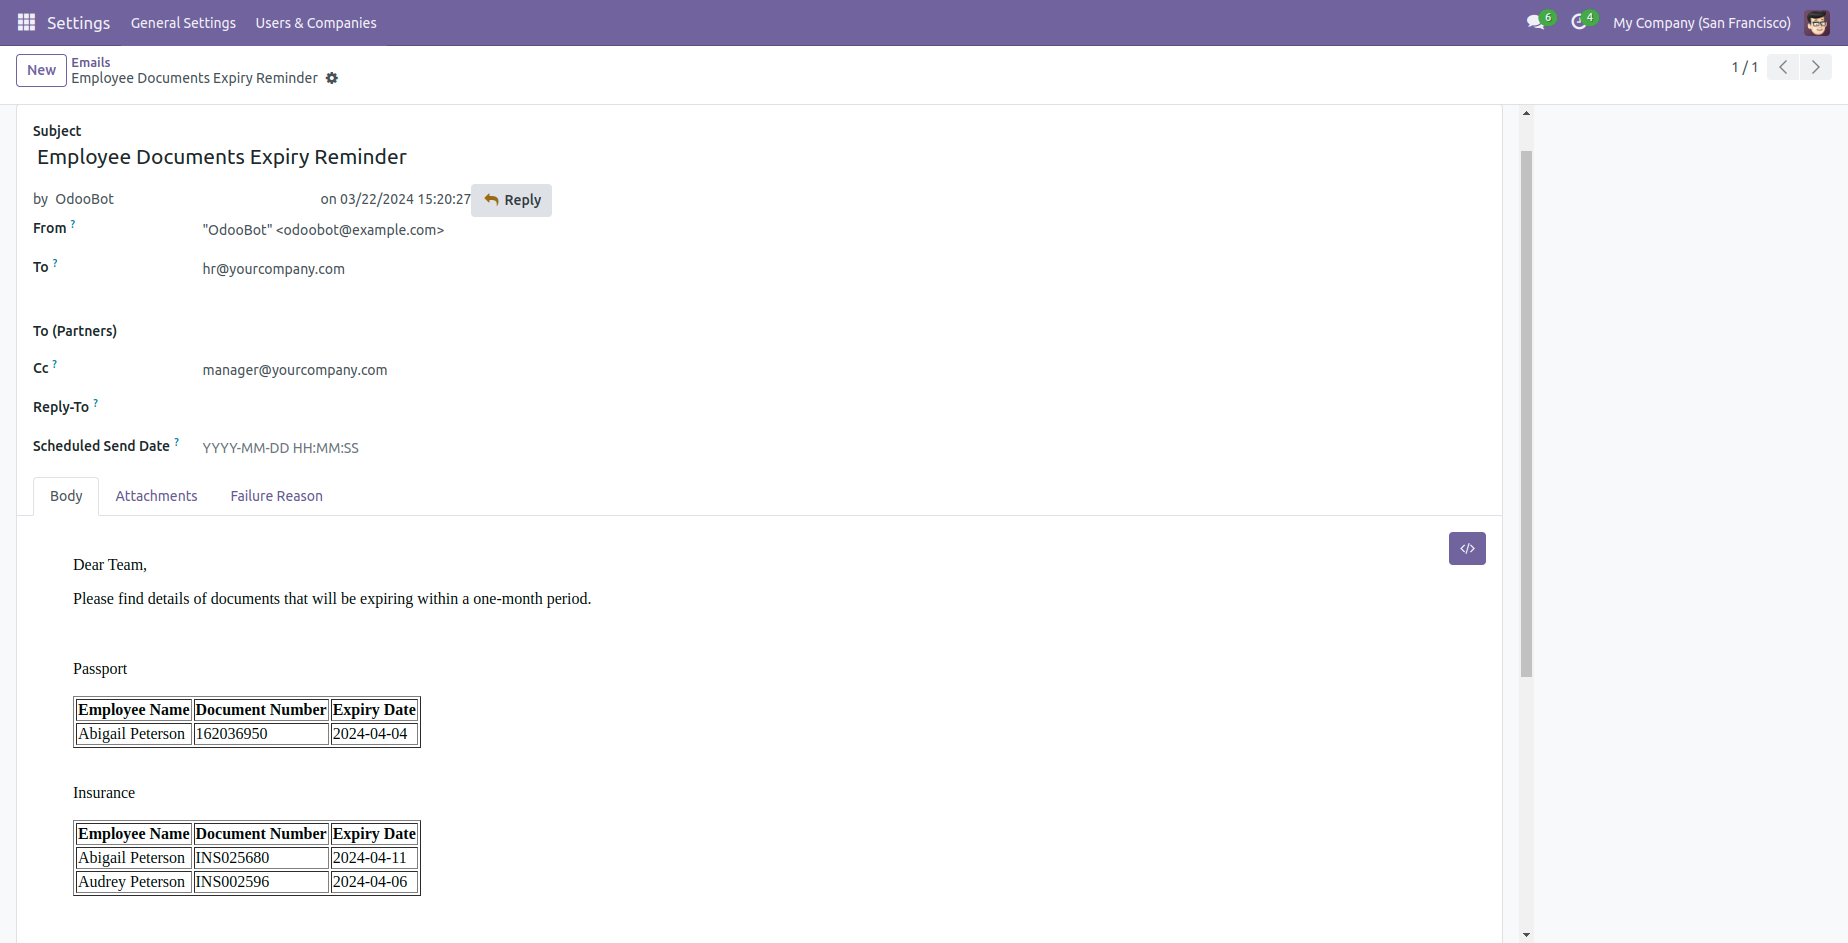 Settings General Settings Users & Companies 6 4 My Company (San Francisco)
New Emails 1 / 1
Employee Documents Expiry Reminder
Subject
Employee Documents Expiry Reminder
by OdooBot on 03/22/2024 15:20:27 Reply
From ? "OdooBot" <odoobot@example.com>
To ? hr@yourcompany.com
To (Partners)
Cc ? manager@yourcompany.com
Reply-To ?
Scheduled Send Date ? YYYY-MM-DD HH:MM:SS
Body Attachments Failure Reason
</>
Dear Team,
Please find details of documents that will be expiring within a one-month period.
Passport
Employee Name Document Number Expiry Date
Abigail Peterson 162036950 2024-04-04
Insurance
Employee Name Document Number Expiry Date
Abigail Peterson INS025680 2024-04-11
Audrey Peterson INS002596 2024-04-06